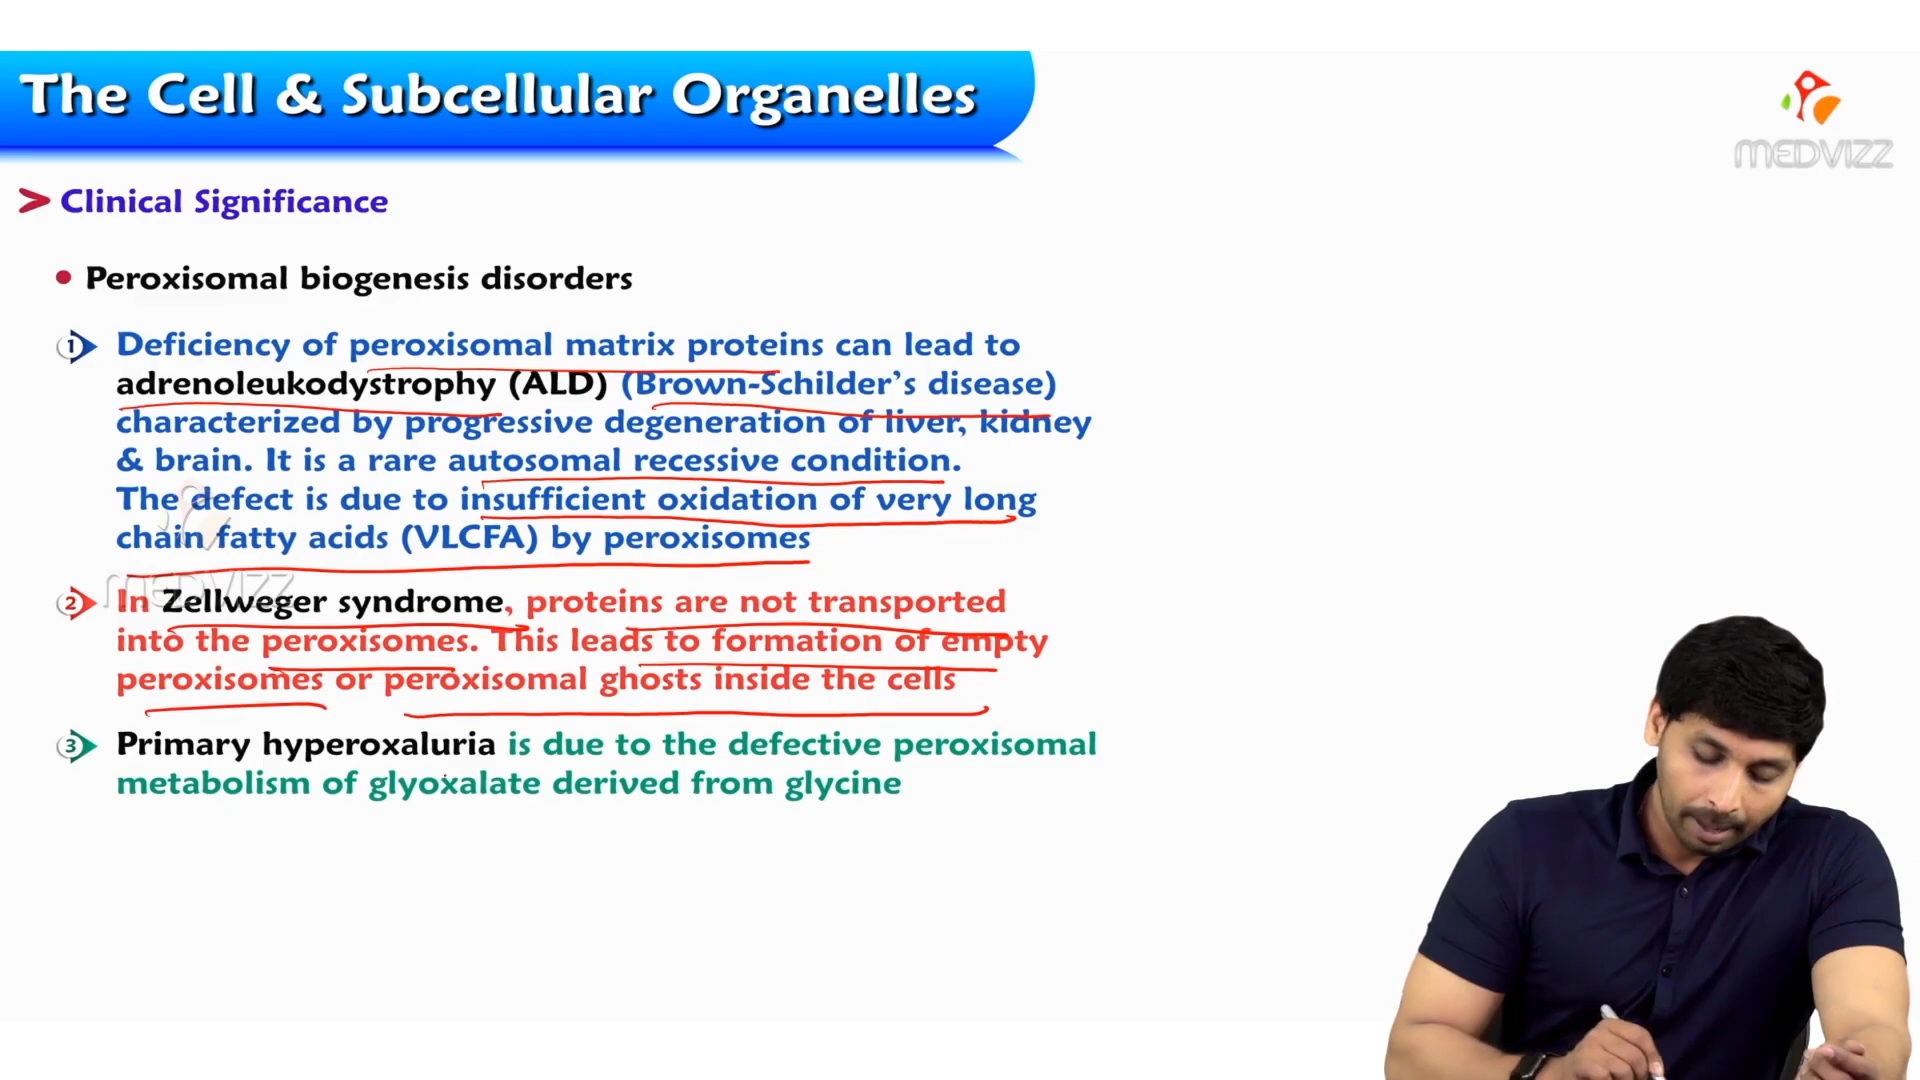 The Cell & Subcellular Organelles
MEDVIZZ
Clinical Significance
Peroxisomal biogenesis disorders
1 Deficiency of peroxisomal matrix proteins can lead to
adrenoleukodystrophy (ALD) (Brown-Schilder’s disease)
characterized by progressive degeneration of liver, kidney
& brain. It is a rare autosomal recessive condition.
The defect is due to insufficient oxidation of very long
chain fatty acids (VLCFA) by peroxisomes
MEDVIZZ
2 In Zellweger syndrome, proteins are not transported
into the peroxisomes. This leads to formation of empty
peroxisomes or peroxisomal ghosts inside the cells
3 Primary hyperoxaluria is due to the defective peroxisomal
metabolism of glyoxalate derived from glycine